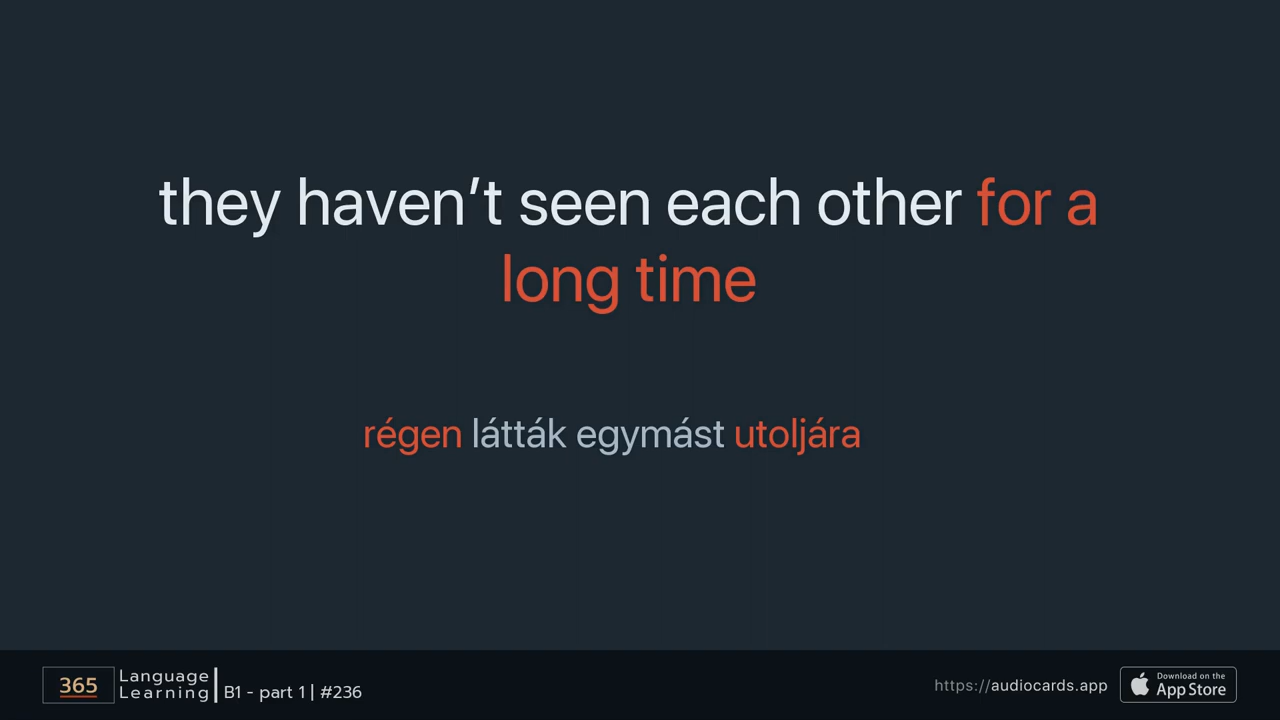 they haven’t seen each other for a
long time
régen látták egymást utoljára
365 Language
Learning B1 - part 1 | #236
https://audiocards.app
Download on the
App Store